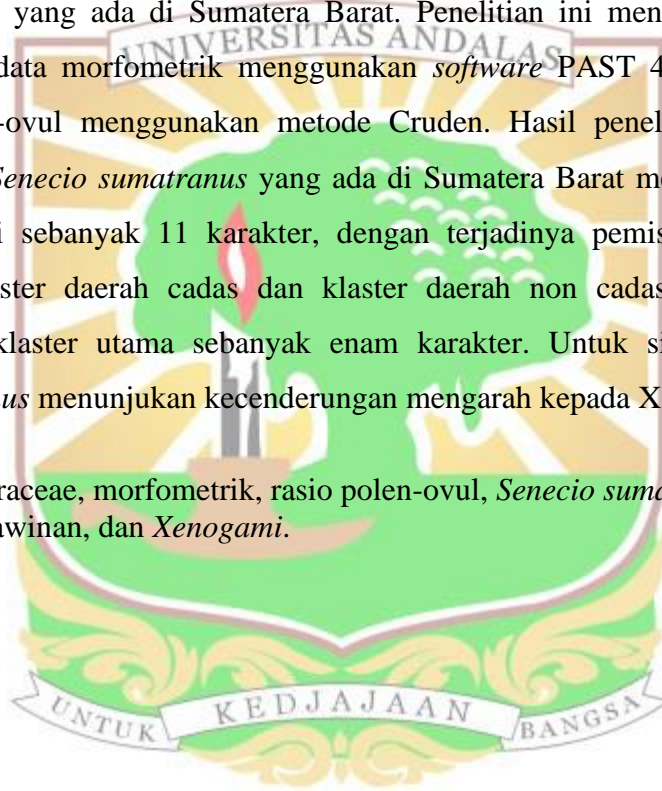 yang ada di Sumatera Barat. Penelitian ini men
UNIVERSITAS ANDALAS
data morfometrik menggunakan software PAST 4
-ovul menggunakan metode Cruden. Hasil penel
Senecio sumatranus yang ada di Sumatera Barat m
i sebanyak 11 karakter, dengan terjadinya pemis
ster daerah cadas dan klaster daerah non cadas
klaster utama sebanyak enam karakter. Untuk si
us menunjukan kecenderungan mengarah kepada X
raceae, morfometrik, rasio polen-ovul, Senecio suma
awinan, dan Xenogami.
UNTUK KEDJAJAAN BANGSA